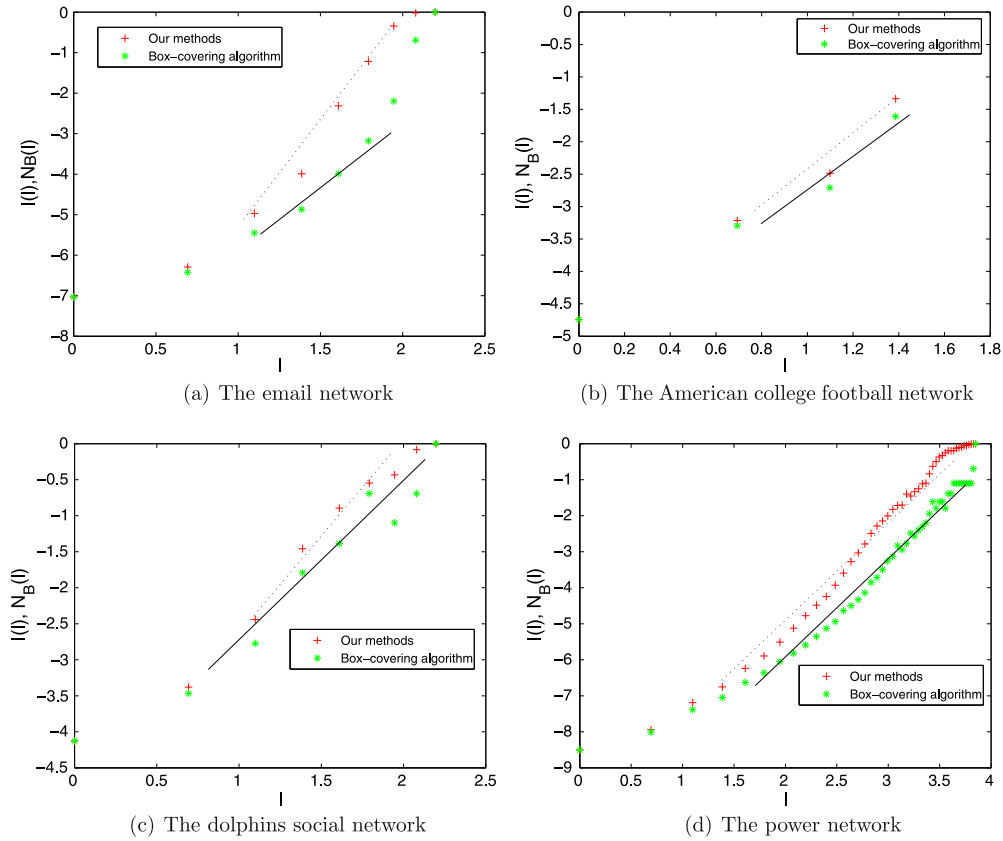 0
-1
-2
-3
-4
-5
-6
-7
-8
I(l),NB(l)
Our methods
Box-covering algorithm
0 0.5 1 1.5 2 2.5
l
(a) The email network
0
-0.5
-1
-1.5
-2
-2.5
-3
-3.5
-4
-4.5
-5
I(l), N_B(l)
Our methods
Box-covering algorithm
0 0.2 0.4 0.6 0.8 1 1.2 1.4 1.6 1.8
l
(b) The American college football network
0
-0.5
-1
-1.5
-2
-2.5
-3
-3.5
-4
-4.5
I(l), N_B(l)
Our methods
Box-covering algorithm
0 0.5 1 1.5 2 2.5
l
(c) The dolphins social network
0
-1
-2
-3
-4
-5
-6
-7
-8
-9
I(l), N_B(l)
Our methods
Box-covering algorithm
0 0.5 1 1.5 2 2.5 3 3.5 4
l
(d) The power network